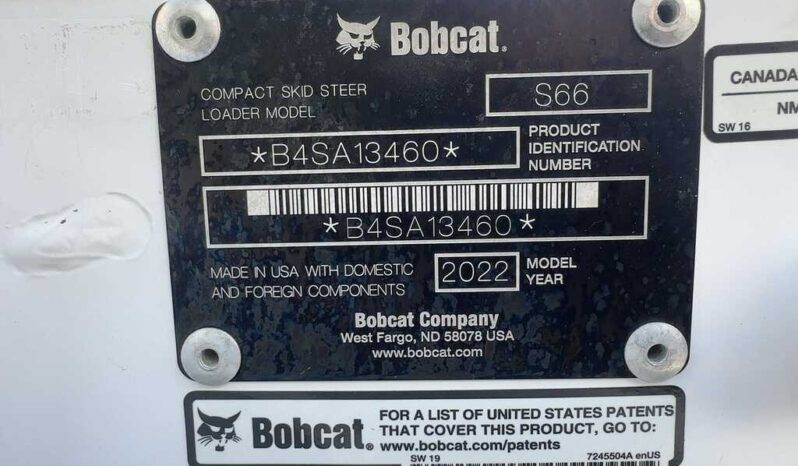 Bobcat.
COMPACT SKID STEER
LOADER MODEL
S66
*B4SA13460*
PRODUCT
IDENTIFICATION
NUMBER
*B4SA13460*
MADE IN USA WITH DOMESTIC
AND FOREIGN COMPONENTS
2022
MODEL
YEAR
Bobcat Company
West Fargo, ND 58078 USA
www.bobcat.com
CANADA
NM
SW 16
Bobcat.
FOR A LIST OF UNITED STATES PATENTS
THAT COVER THIS PRODUCT, GO TO:
www.bobcat.com/patents
SW 19
7245504A enUS